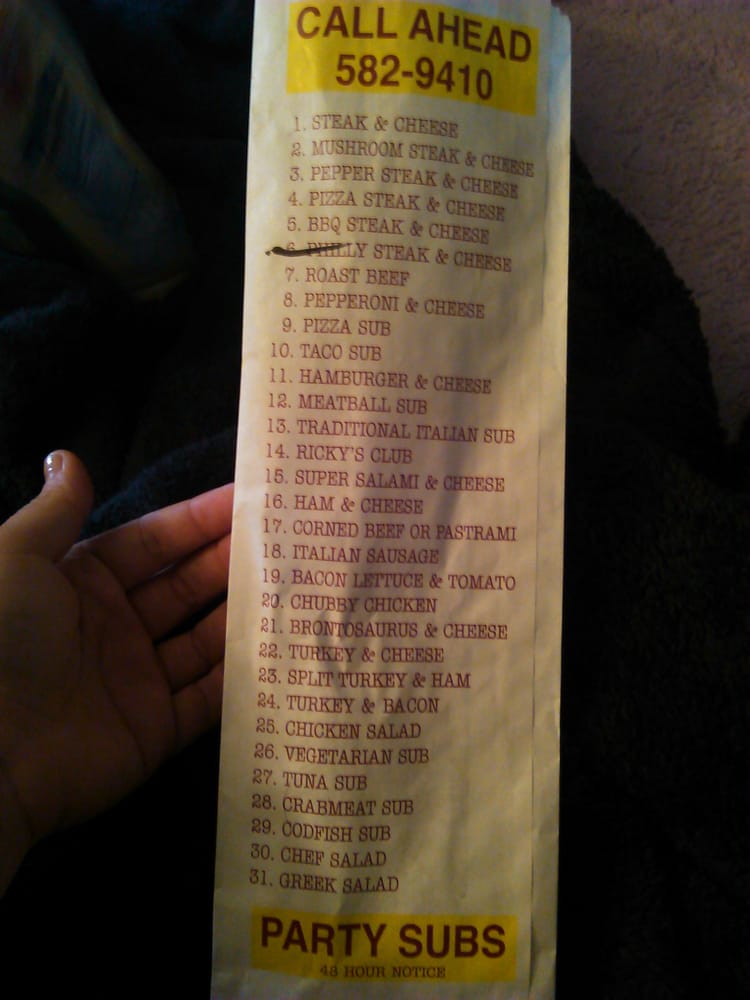 CALL AHEAD
582-9410
1. STEAK & CHEESE
2. MUSHROOM STEAK & CHEESE
3. PEPPER STEAK & CHEESE
4. PIZZA STEAK & CHEESE
5. BBQ STEAK & CHEESE
6. PHILLY STEAK & CHEESE
7. ROAST BEEF
8. PEPPERONI & CHEESE
9. PIZZA SUB
10. TACO SUB
11. HAMBURGER & CHEESE
12. MEATBALL SUB
13. TRADITIONAL ITALIAN SUB
14. RICKY'S CLUB
15. SUPER SALAMI & CHEESE
16. HAM & CHEESE
17. CORNED BEEF OR PASTRAMI
18. ITALIAN SAUSAGE
19. BACON LETTUCE & TOMATO
20. CHUBBY CHICKEN
21. BRONTOSAURUS & CHEESE
22. TURKEY & CHEESE
23. SPLIT TURKEY & HAM
24. TURKEY & BACON
25. CHICKEN SALAD
26. VEGETARIAN SUB
27. TUNA SUB
28. CRABMEAT SUB
29. CODFISH SUB
30. CHEF SALAD
31. GREEK SALAD
PARTY SUBS
48 HOUR NOTICE